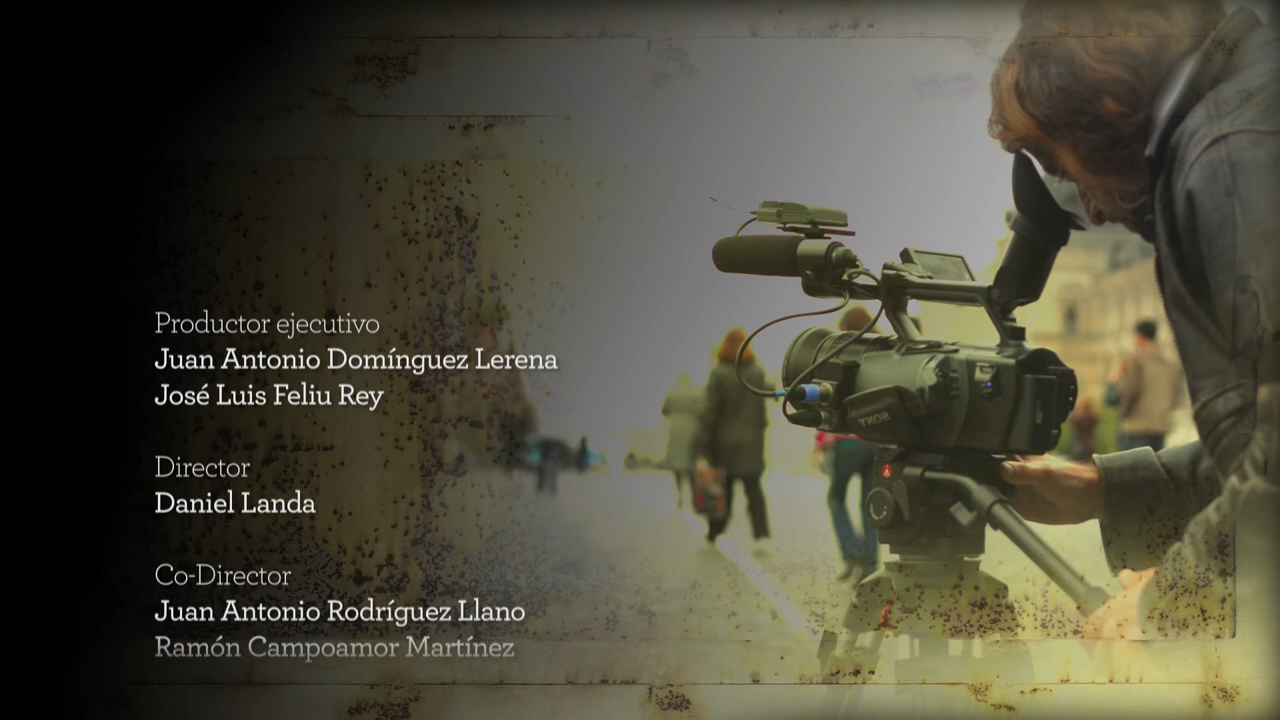 Productor ejecutivo
Juan Antonio Domínguez Lerena
José Luis Feliu Rey
Director
Daniel Landa
Co-Director
Juan Antonio Rodríguez Llano
Ramón Campoamor Martínez
SONY